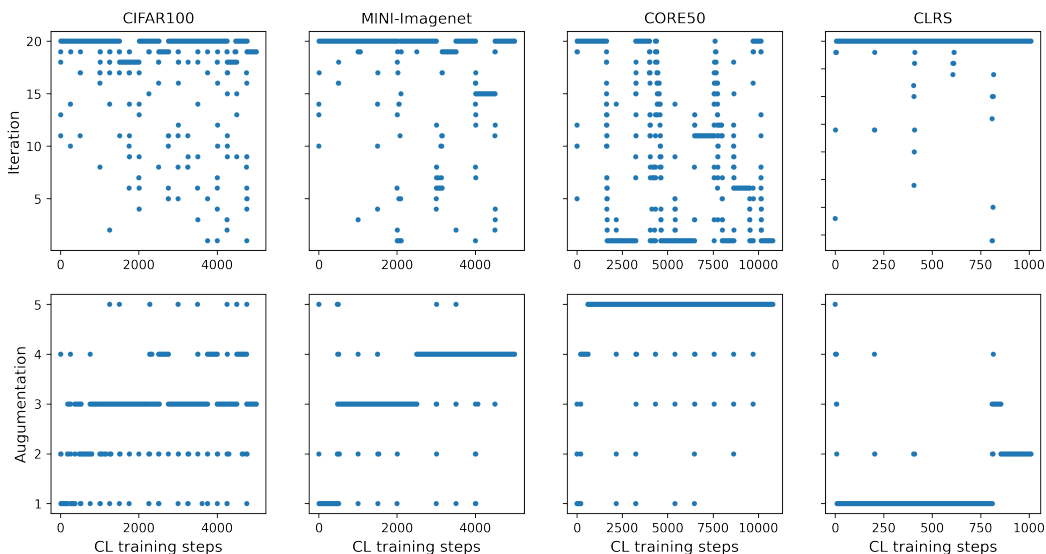 CIFAR100 MINI-Imagenet CORE50 CLRS
Iteration
20
15
10
5
0 2000 4000
0 2000 4000
0 2500 5000 7500 10000
0 250 500 750 1000
Augumentation
5
4
3
2
1
0 2000 4000
0 2000 4000
0 2500 5000 7500 10000
0 250 500 750 1000
CL training steps CL training steps CL training steps CL training steps